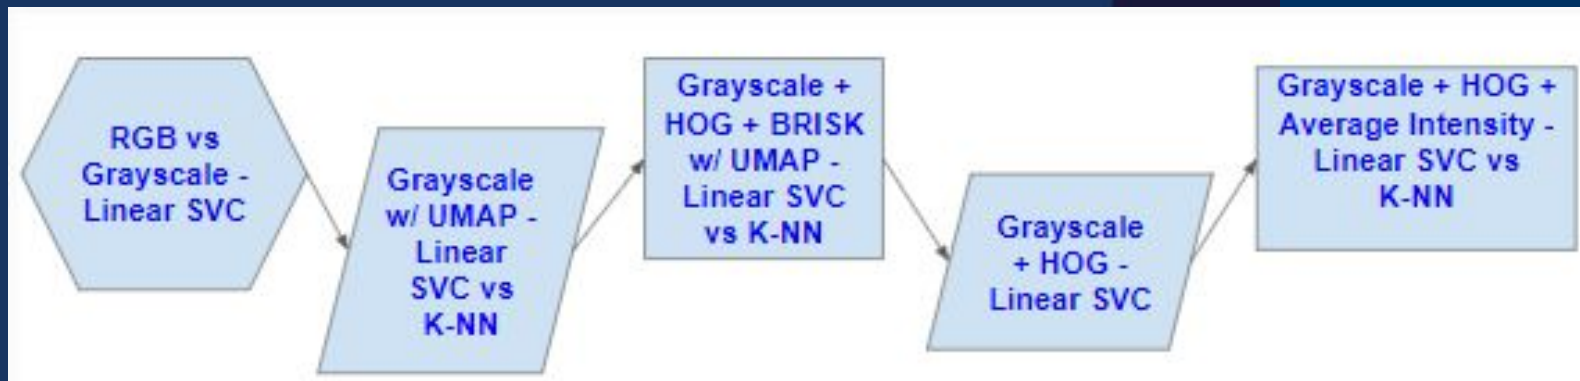 RGB vs
Grayscale -
Linear SVC
Grayscale
w/ UMAP -
Linear
SVC vs
K-NN
Grayscale +
HOG + BRISK
w/ UMAP -
Linear SVC
vs K-NN
Grayscale
+ HOG -
Linear SVC
Grayscale + HOG +
Average Intensity -
Linear SVC vs
K-NN